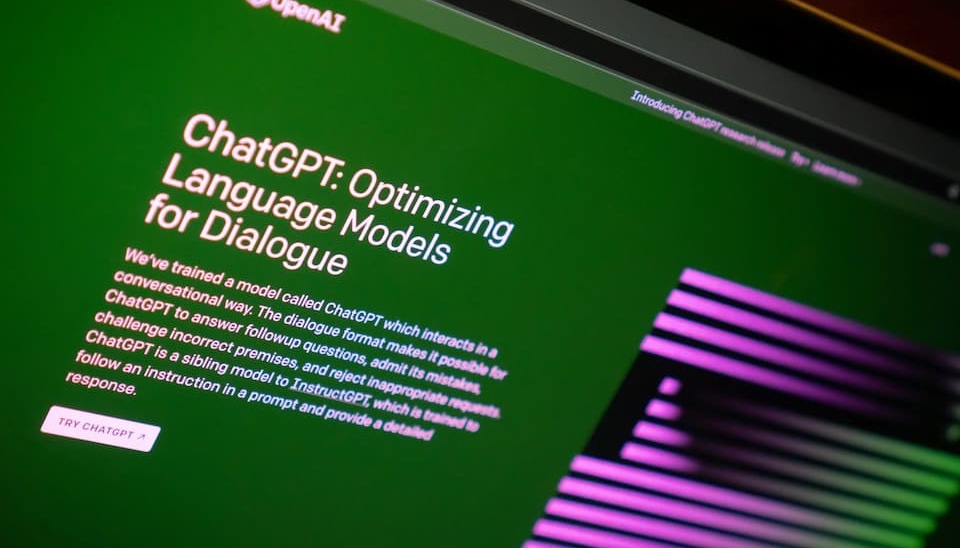 OpenAI
Introducing ChatGPT research release Try Learn more
ChatGPT: Optimizing
Language Models
for Dialogue
We've trained a model called ChatGPT which interacts in a
conversational way. The dialogue format makes it possible for
ChatGPT to answer followup questions, admit its mistakes,
challenge incorrect premises, and reject inappropriate requests.
ChatGPT is a sibling model to InstructGPT, which is trained to
follow an instruction in a prompt and provide a detailed
response.
TRY CHATGPT ↗